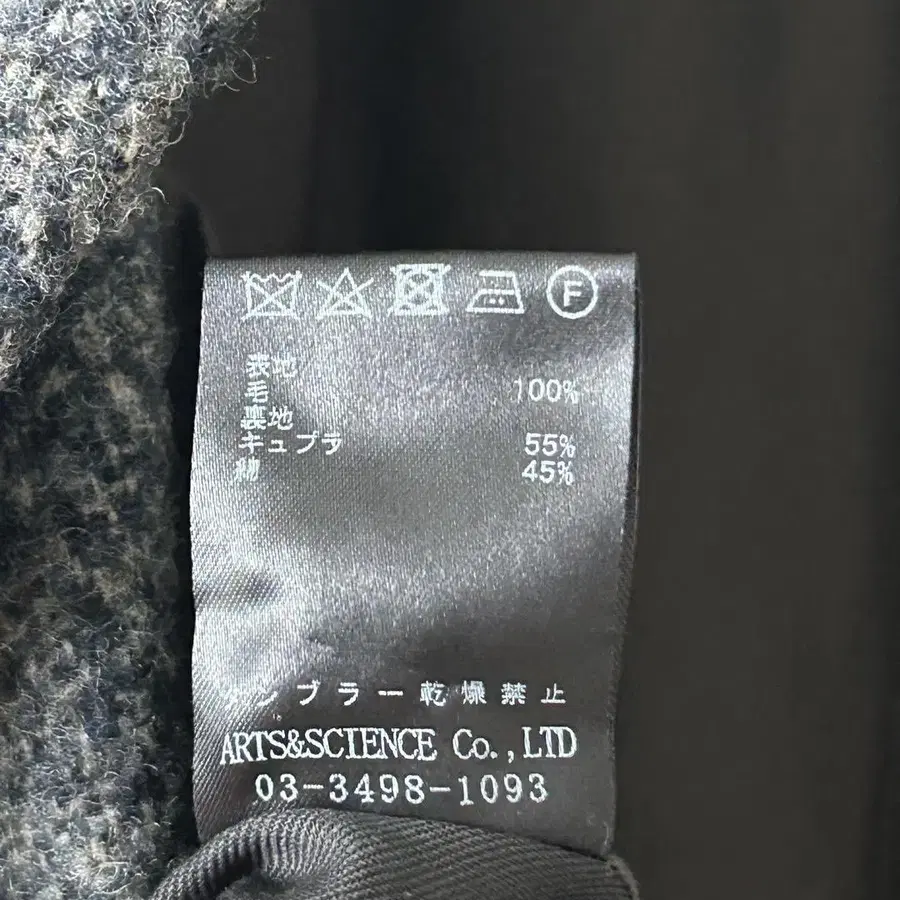 F
表地
毛 100%
裏地
キュプラ 55%
綿 45%
タンブラー乾燥禁止
ARTS&SCIENCE Co.,LTD
03-3498-1093